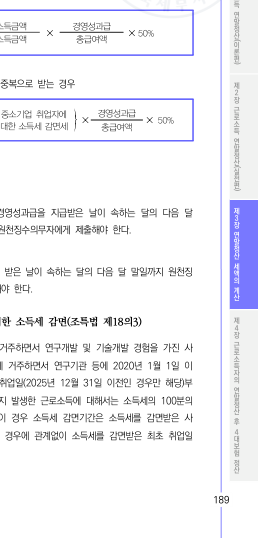 소득금액
소득금액
×
경영성과급
총급여액
× 50%
중복으로 받는 경우
중소기업 취업자에
대한 소득세 감면세
×
경영성과급
총급여액
× 50%
경영성과급을 지급받은 날이 속하는 달의 다음 달
원천징수의무자에게 제출해야 한다.
받은 날이 속하는 달의 다음 달 말일까지 원천징
해야 한다.
한 소득세 감면(조특법 제18의3)
거주하면서 연구개발 및 기술개발 경험을 가진 사
에 거주하면서 연구기관 등에 2020년 1월 1일 이
취업일(2025년 12월 31일 이전인 경우만 해당)부
지 발생한 근로소득에 대해서는 소득세의 100분의
이 경우 소득세 감면기간은 소득세를 감면받은 사
경우에 관계없이 소득세를 감면받은 최초 취업일
득 연말정산(이론편)
제2장 근로소득 연말정산(실전편)
제3장 연말정산 세액의 계산
제4장 근로소득자의 연말정산 후 4대보험 정산
189